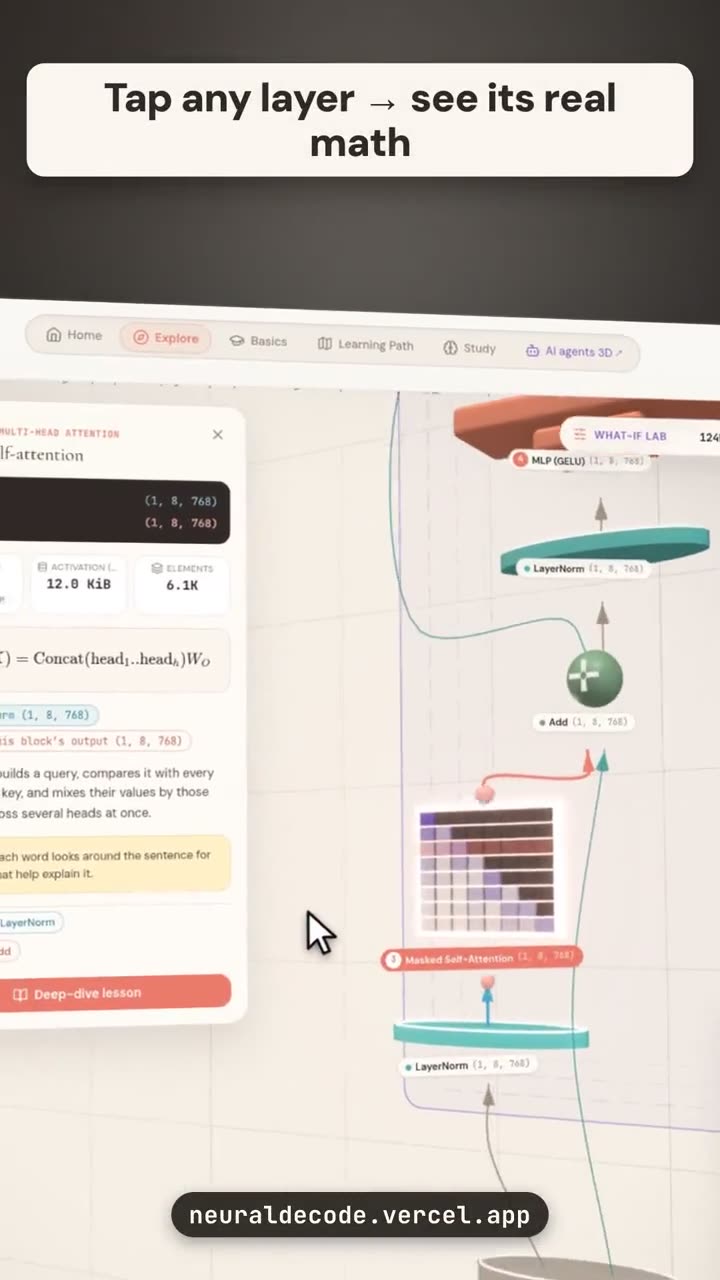 Tap any layer → see its real
math
Home
Explore
Basics
Learning Path
Study
AI agents 3D ↗
MULTI-HEAD ATTENTION
lf-attention
(1, 8, 768)
(1, 8, 768)
ACTIVATION (…
12.0 KiB
ELEMENTS
6.1K
) = Concat(head₁..headₕ)W_O
rm (1, 8, 768)
is block's output (1, 8, 768)
uilds a query, compares it with every
key, and mixes their values by those
oss several heads at once.
ach word looks around the sentence for
at help explain it.
LayerNorm
dd
Deep-dive lesson
WHAT-IF LAB
124
MLP (GELU) (1, 8, 768)
LayerNorm (1, 8, 768)
Add (1, 8, 768)
3 Masked Self-Attention (1, 8, 768)
LayerNorm (1, 8, 768)
neuraldecode.vercel.app